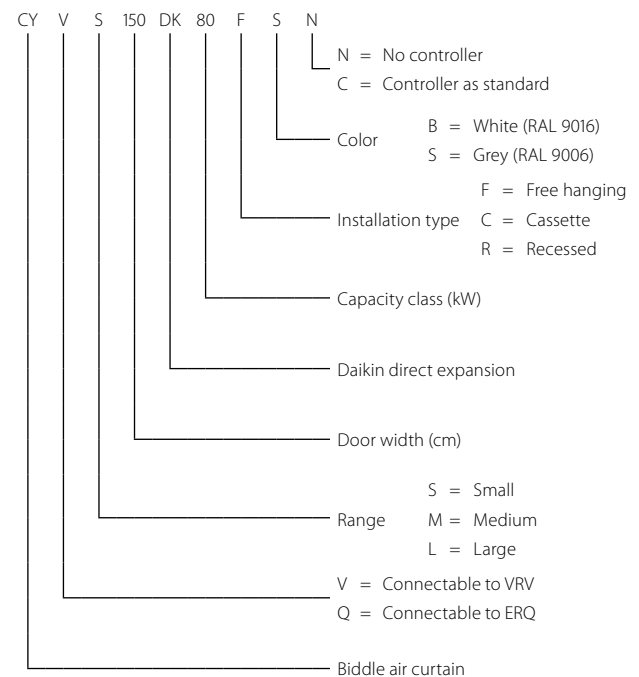 CY V S 150 DK 80 F S N
N = No controller
C = Controller as standard
Color
B = White (RAL 9016)
S = Grey (RAL 9006)
F = Free hanging
Installation type C = Cassette
R = Recessed
Capacity class (kW)
Daikin direct expansion
Door width (cm)
S = Small
Range M = Medium
L = Large
V = Connectable to VRV
Q = Connectable to ERQ
Biddle air curtain